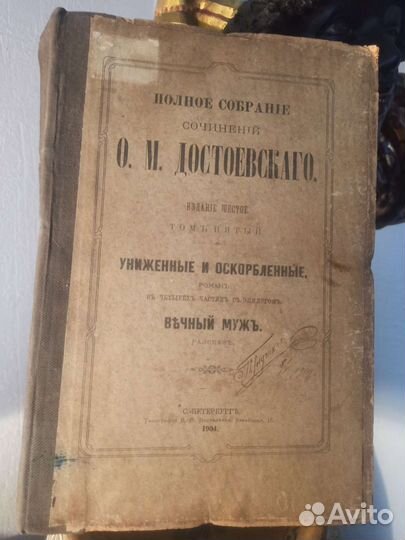 ПОЛНОЕ СОБРАНІЕ
СОЧИНЕНІЙ
Ѳ. М. ДОСТОЕВСКАГО.
ИЗДАНІЕ ШЕСТОЕ.
ТОМЪ ПЯТЫЙ
УНИЖЕННЫЕ И ОСКОРБЛЕННЫЕ,
РОМАНЪ
ВЪ ЧЕТЫРЕХЪ ЧАСТЯХЪ СЪ ЭПИЛОГОМЪ.
ВѢЧНЫЙ МУЖЪ.
РАЗСКАЗЪ.
С.-ПЕТЕРБУРГЪ.
Типографія П. Ѳ.
1904.
Avito